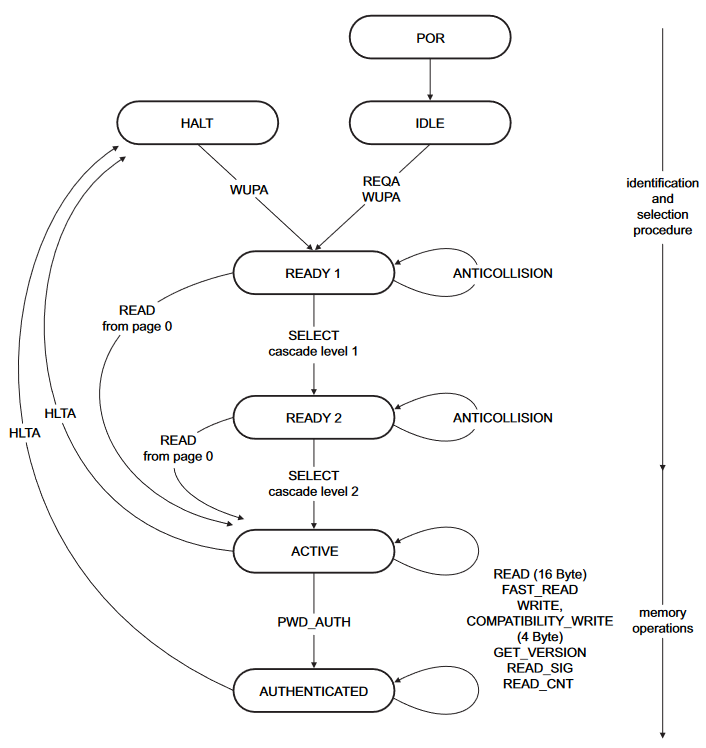 POR
HALT
IDLE
WUPA
REQA
WUPA
identification
and
selection
procedure
READY 1
ANTICOLLISION
READ
from page 0
SELECT
cascade level 1
HLTA
HLTA
READY 2
ANTICOLLISION
READ
from page 0
SELECT
cascade level 2
ACTIVE
READ (16 Byte)
FAST_READ
WRITE,
COMPATIBILITY_WRITE
(4 Byte)
GET_VERSION
READ_SIG
READ_CNT
memory
operations
PWD_AUTH
AUTHENTICATED